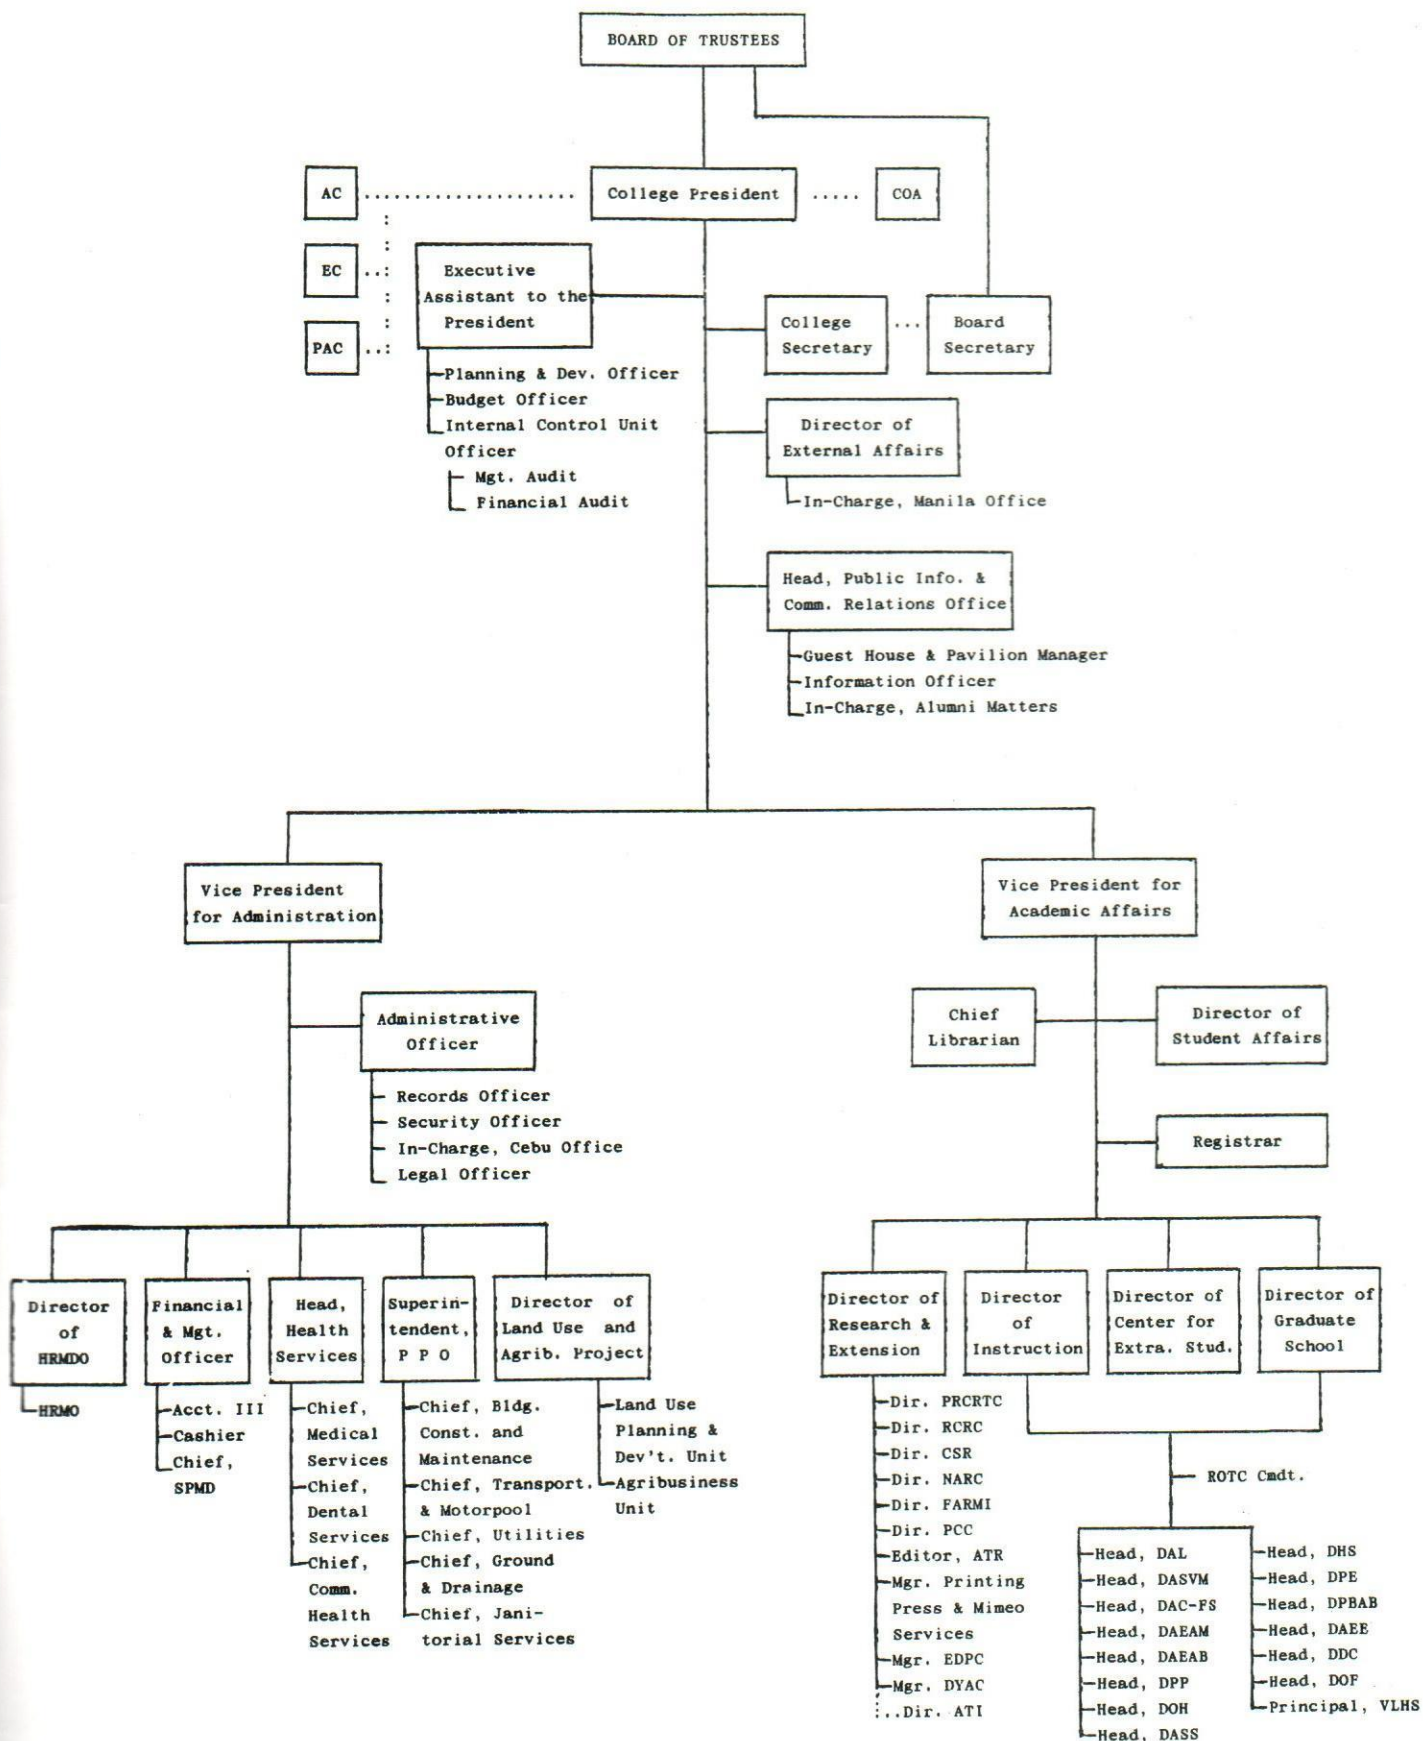 BOARD OF TRUSTEES
AC
College President
COA
EC
Executive
Assistant to the
President
PAC
College
Secretary
Board
Secretary
Planning & Dev. Officer
Budget Officer
Internal Control Unit
Officer
Mgt. Audit
Financial Audit
Director of
External Affairs
In-Charge, Manila Office
Head, Public Info. &
Comm. Relations Office
Guest House & Pavilion Manager
Information Officer
In-Charge, Alumni Matters
Vice President
for Administration
Vice President for
Academic Affairs
Administrative
Officer
Records Officer
Security Officer
In-Charge, Cebu Office
Legal Officer
Chief
Librarian
Director of
Student Affairs
Registrar
Director
of
HRMDO
HRMO
Financial
& Mgt.
Officer
Acct. III
Cashier
Chief,
SPMD
Head,
Health
Services
Chief,
Medical
Services
Chief,
Dental
Services
Chief,
Comm.
Health
Services
Superin-
tendent,
P P O
Chief, Bldg.
Const. and
Maintenance
Chief, Transport.
& Motorpool
Chief, Utilities
Chief, Ground
& Drainage
Chief, Jani-
torial Services
Director of
Land Use and
Agrib. Project
Land Use
Planning &
Dev't. Unit
Agribusiness
Unit
Director of
Research &
Extension
Dir. PRCRTC
Dir. RCRC
Dir. CSR
Dir. NARC
Dir. FARMI
Dir. PCC
Editor, ATR
Mgr. Printing
Press & Mimeo
Services
Mgr. EDPC
Mgr. DYAC
Dir. ATI
Director
of
Instruction
Director of
Center for
Extra. Stud.
Director of
Graduate
School
ROTC Cmdt.
Head, DAL
Head, DASVM
Head, DAC-FS
Head, DAEAM
Head, DAEAB
Head, DPP
Head, DOH
Head, DASS
Head, DHS
Head, DPE
Head, DPBAB
Head, DAEE
Head, DDC
Head, DOF
Principal, VLHS